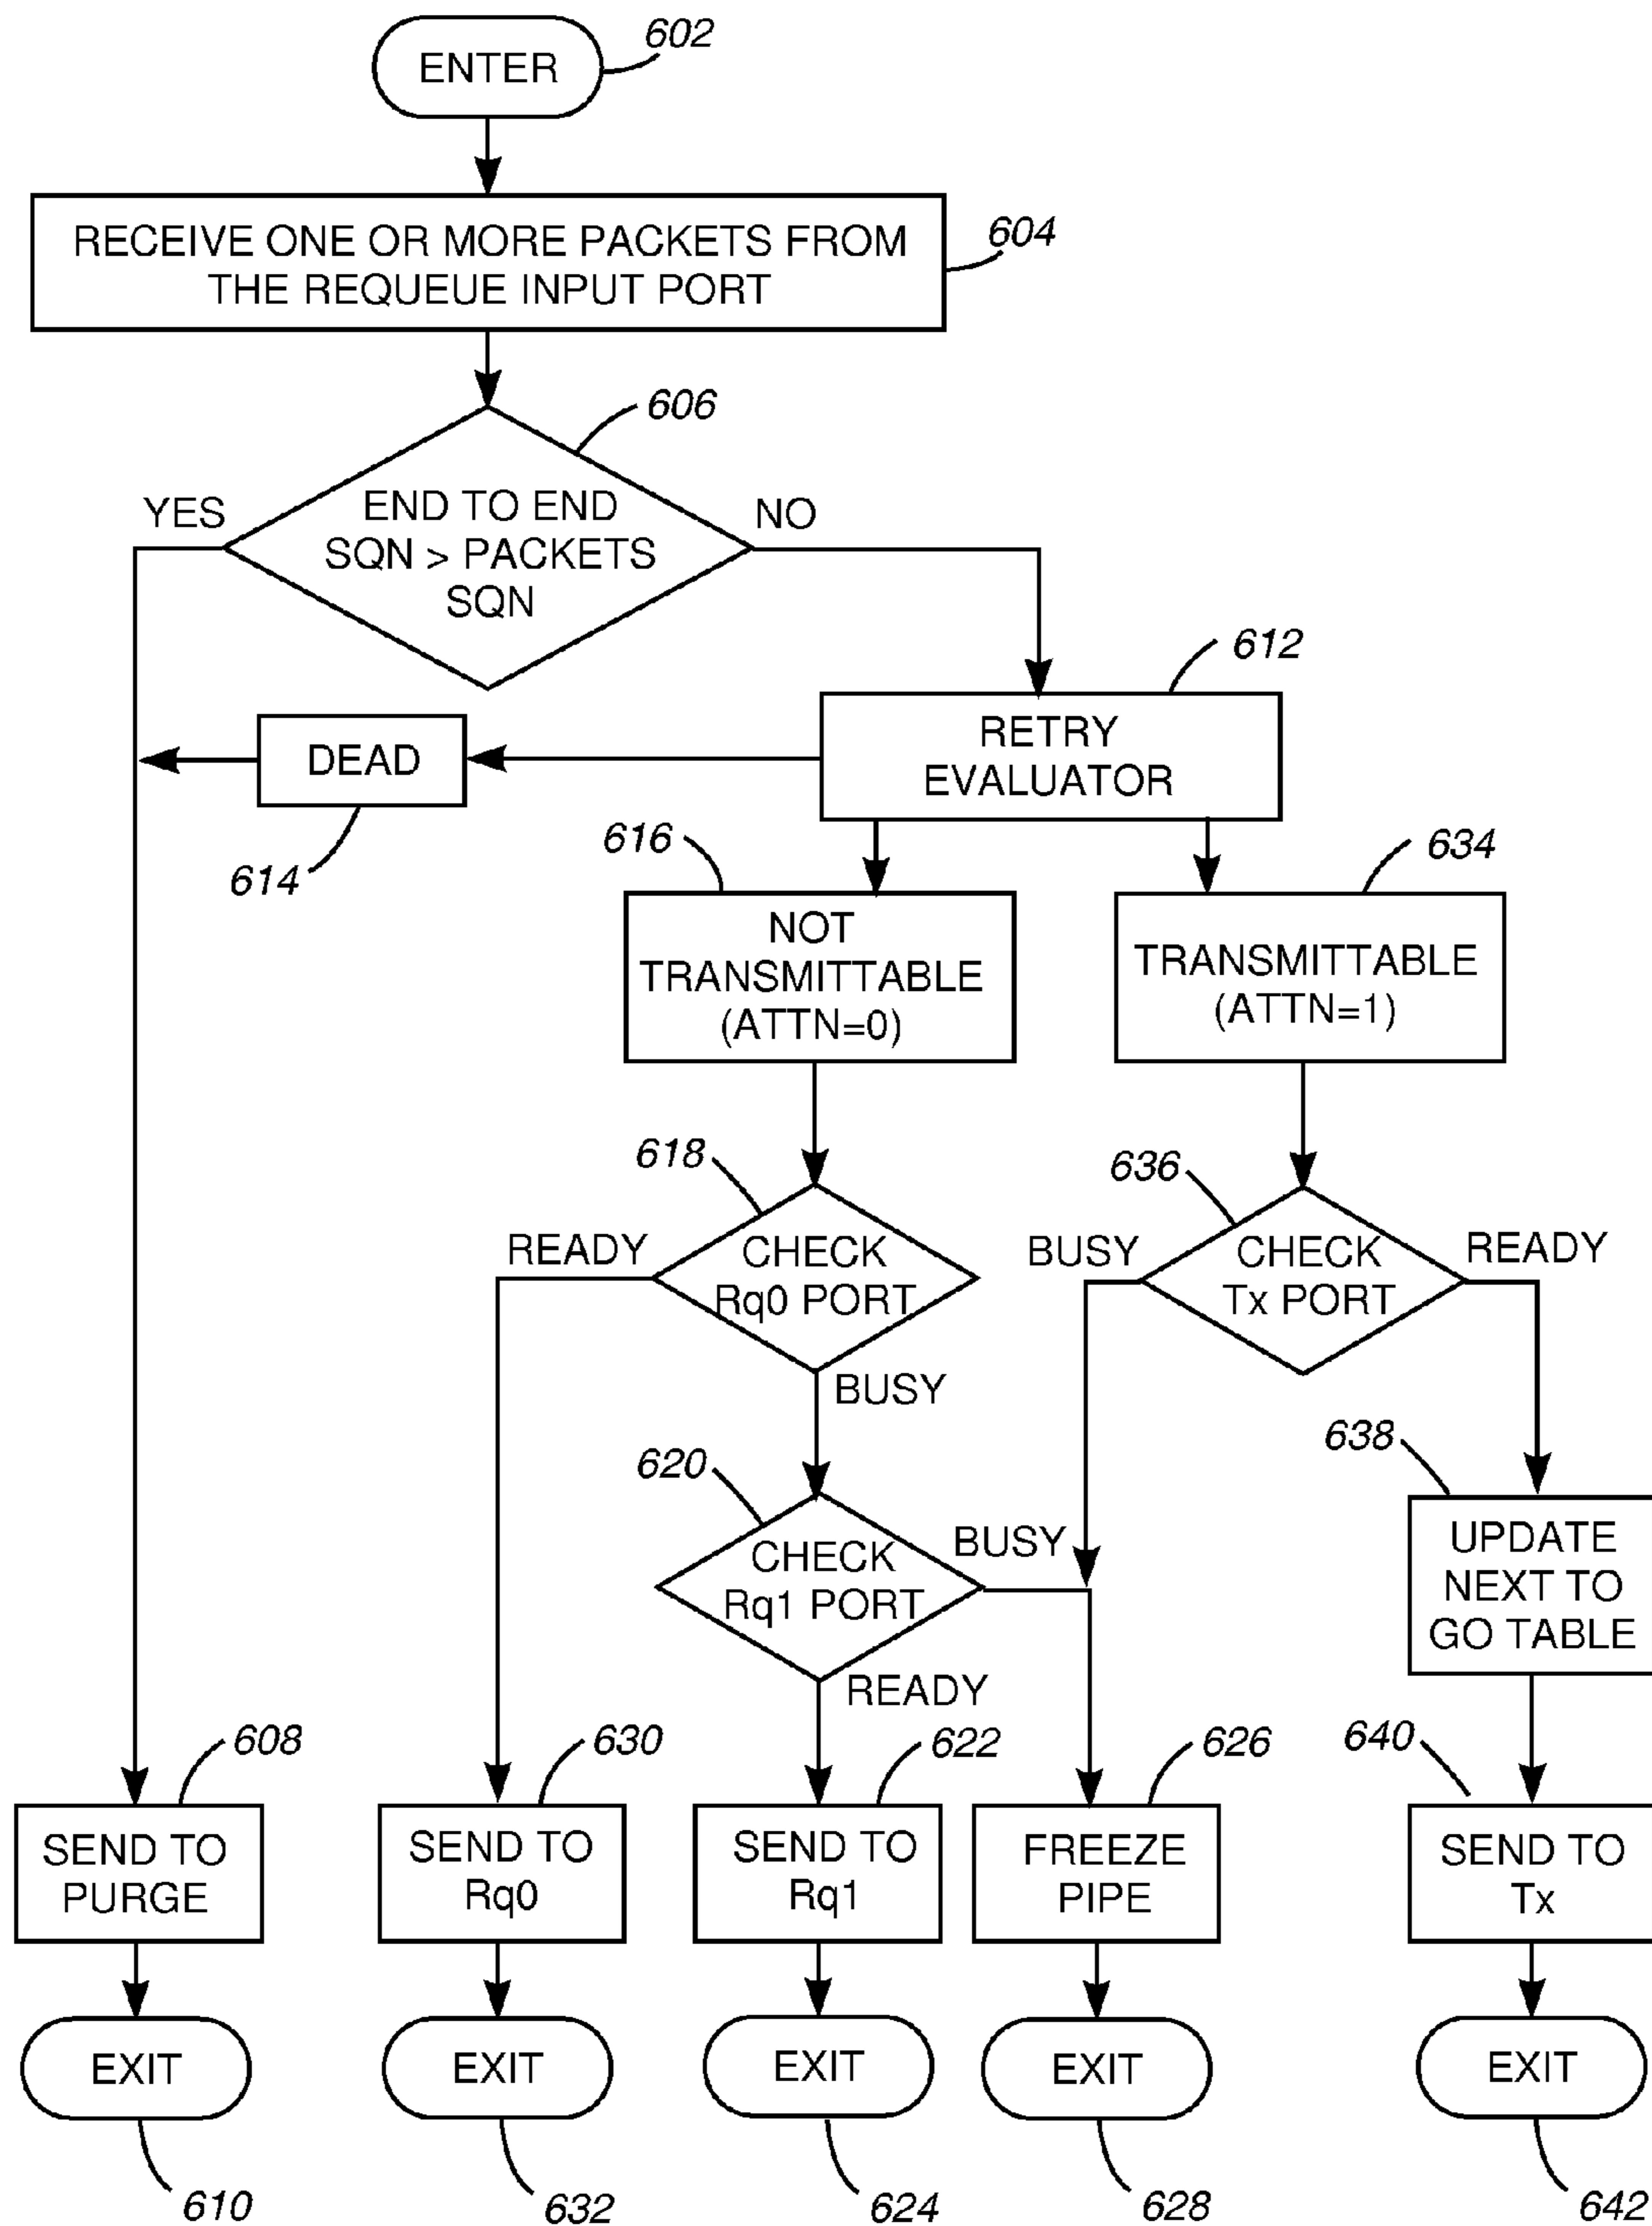 602
ENTER
RECEIVE ONE OR MORE PACKETS FROM
THE REQUEUE INPUT PORT
604
606
END TO END
SQN > PACKETS
SQN
YES
NO
612
RETRY
EVALUATOR
DEAD
614
616
NOT
TRANSMITTABLE
(ATTN=0)
634
TRANSMITTABLE
(ATTN=1)
618
CHECK
Rq0 PORT
READY
BUSY
636
CHECK
Tx PORT
BUSY
READY
620
CHECK
Rq1 PORT
BUSY
READY
638
UPDATE
NEXT TO
GO TABLE
608
SEND TO
PURGE
630
SEND TO
Rq0
622
SEND TO
Rq1
626
FREEZE
PIPE
640
SEND TO
Tx
EXIT
EXIT
EXIT
EXIT
EXIT
610
632
624
628
642